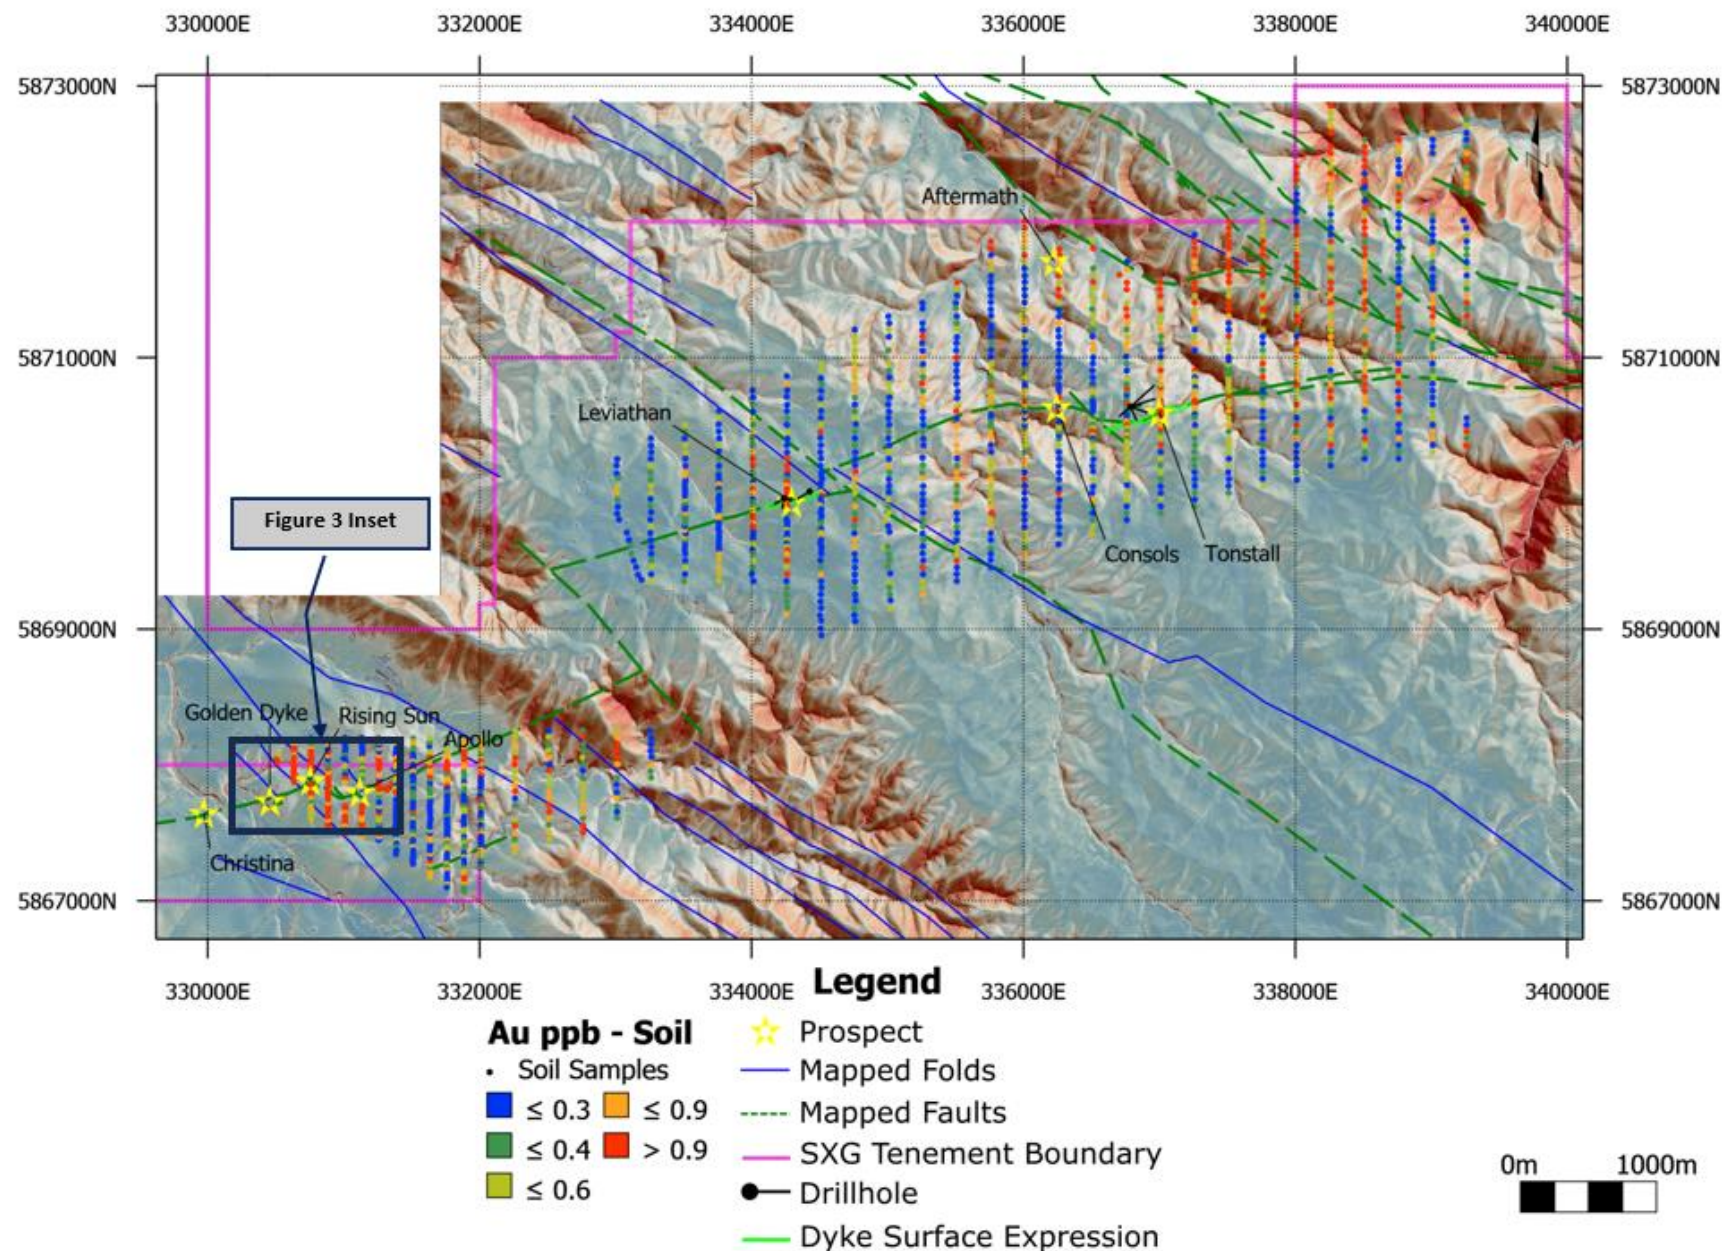 330000E 332000E 334000E 336000E 338000E 340000E
5873000N 5873000N
Aftermath
5871000N 5871000N
Leviathan
Figure 3 Inset
Consols Tonstall
5869000N 5869000N
Golden Dyke Rising Sun
Apollo
Christina
5867000N 5867000N
330000E 332000E 334000E 336000E 338000E 340000E
Legend
Au ppb - Soil
Soil Samples
≤ 0.3 ≤ 0.9
≤ 0.4 > 0.9
≤ 0.6
Prospect
Mapped Folds
Mapped Faults
SXG Tenement Boundary
Drillhole
Dyke Surface Expression
0m 1000m